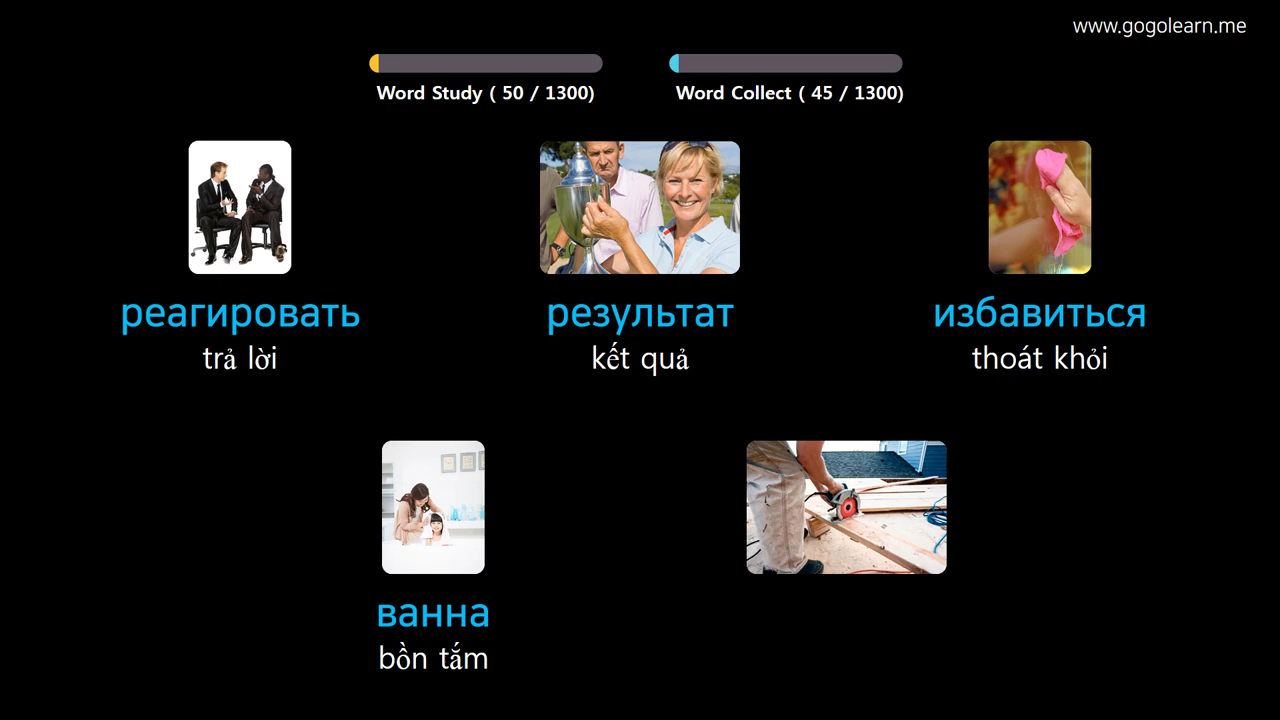 www.gogolearn.me
Word Study ( 50 / 1300)
Word Collect ( 45 / 1300)
реагировать
trả lời
результат
kết quả
избавиться
thoát khỏi
ванна
bồn tắm